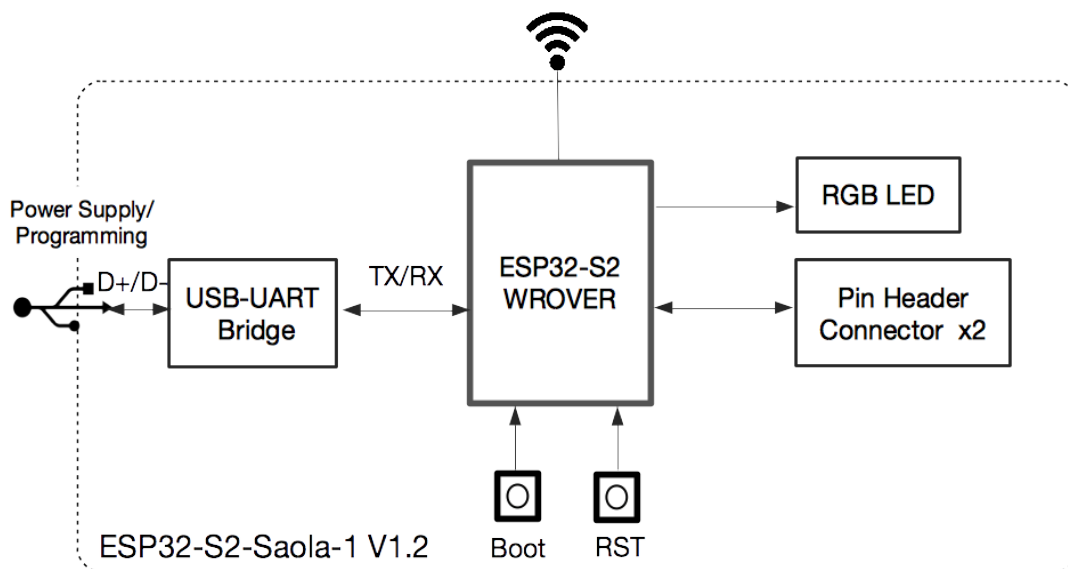 Power Supply/
Programming
D+/D-
USB-UART
Bridge
TX/RX
ESP32-S2
WROVER
RGB LED
Pin Header
Connector x2
Boot
RST
ESP32-S2-Saola-1 V1.2